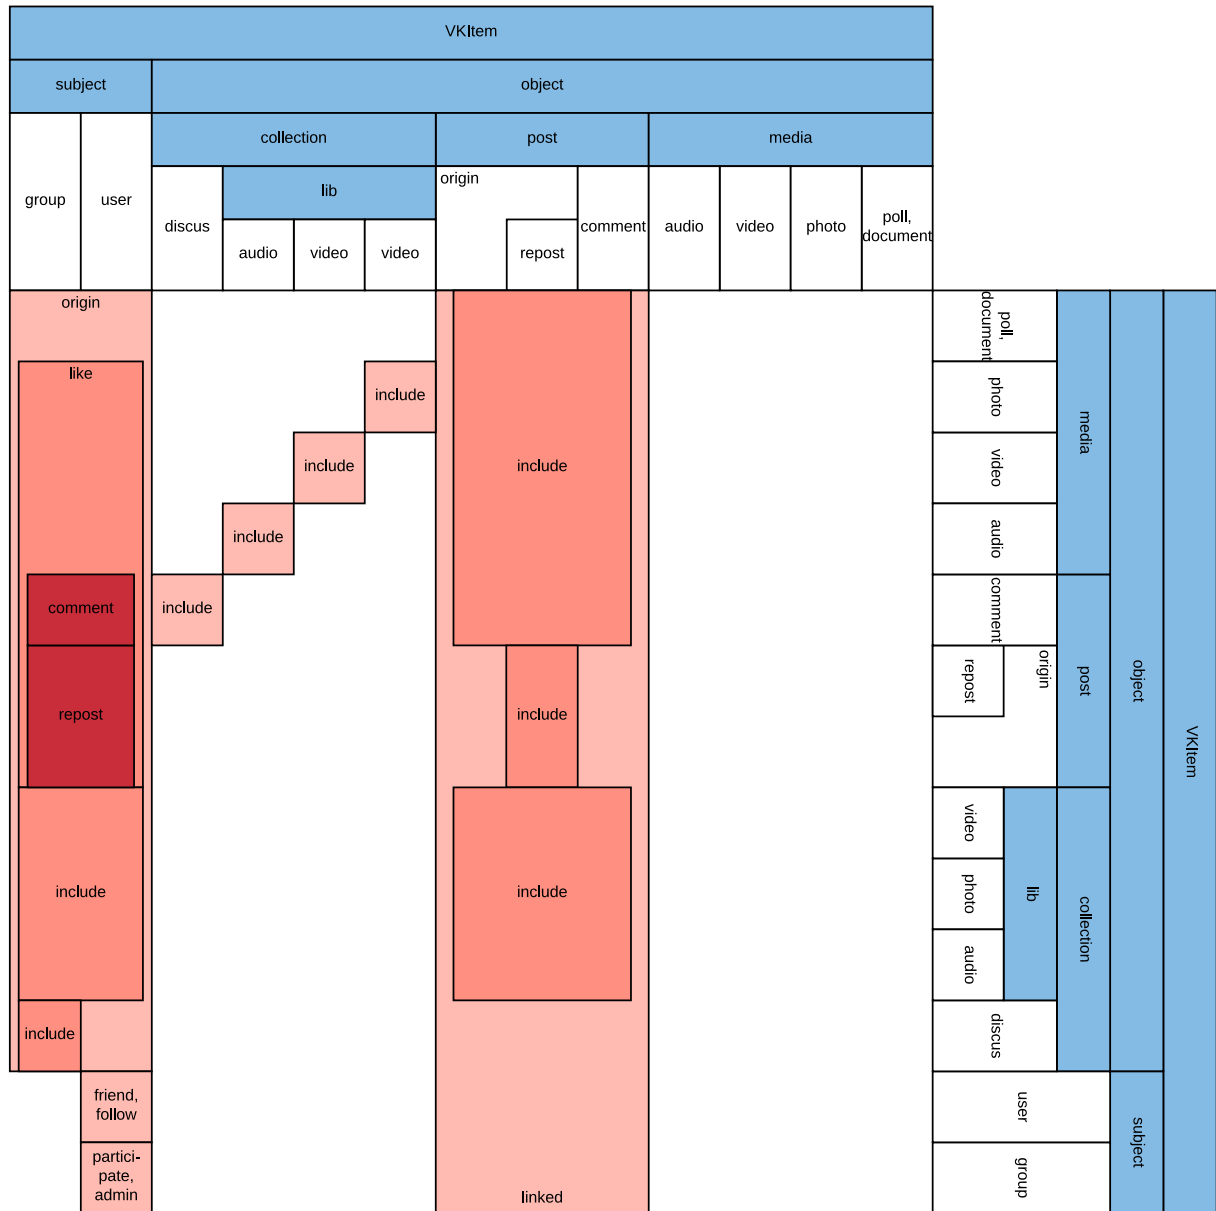 VKItem
subject
object
collection
post
media
group
user
discus
lib
origin
comment
audio
video
photo
poll,
document
audio
video
video
repost
origin
like
include
include
include
include
include
comment
repost
include
include
include
include
friend,
follow
partici-
pate,
admin
linked
poll,
document
photo
video
audio
media
comment
repost
origin
post
object
VKItem
video
photo
audio
lib
collection
discus
user
group
subject